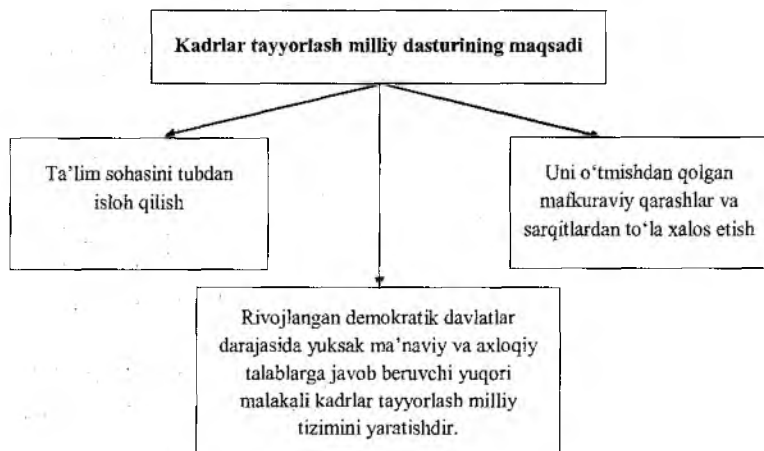 Kadrlar tayyorlash milliy dasturining maqsadi
Ta’lim sohasini tubdan
isloh qilish
Uni o‘tmishdan qolgan
mafkuraviy qarashlar va
sarqitlardan to‘la xalos etish
Rivojlangan demokratik davlatlar
darajasida yuksak ma’naviy va axloqiy
talablarga javob beruvchi yuqori
malakali kadrlar tayyorlash milliy
tizimini yaratishdir.